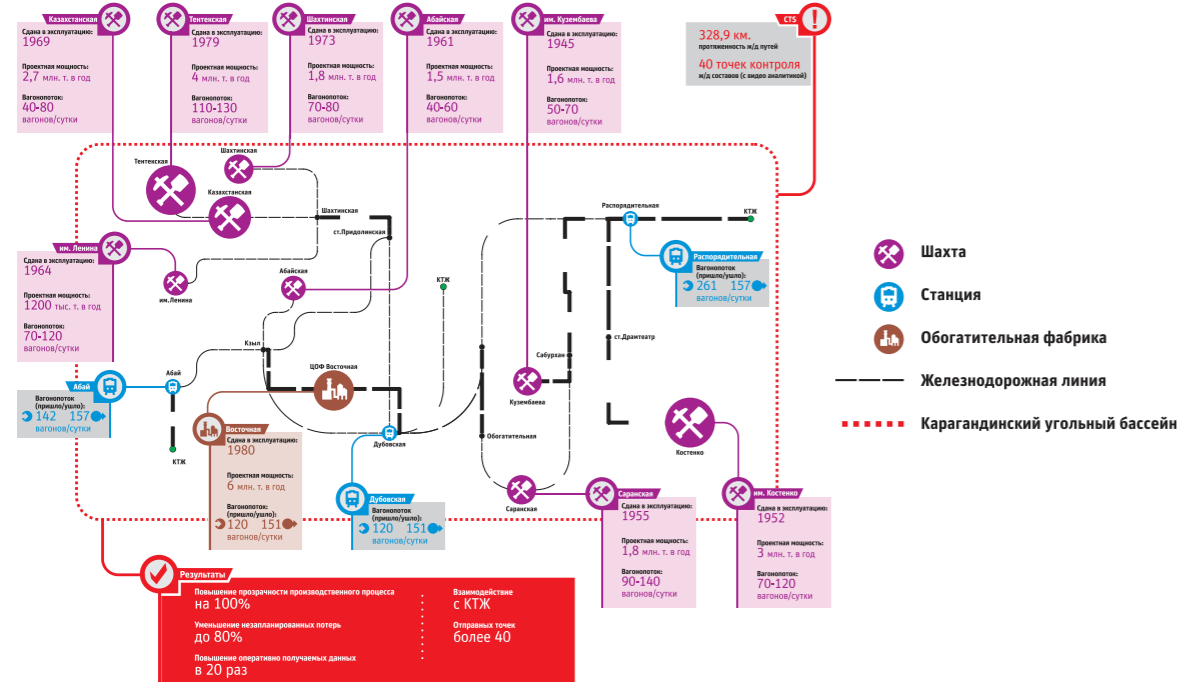 Казахстанская
Сдана в эксплуатацию:
1969
Проектная мощность:
2,7 млн. т. в год
Вагонопоток:
40-80
вагонов/сутки
Тентекская
Сдана в эксплуатацию:
1979
Проектная мощность:
4 млн. т. в год
Вагонопоток:
110-130
вагонов/сутки
Шахтинская
Сдана в эксплуатацию:
1973
Проектная мощность:
1,8 млн. т. в год
Вагонопоток:
70-80
вагонов/сутки
Абайская
Сдана в эксплуатацию:
1961
Проектная мощность:
1,5 млн. т. в год
Вагонопоток:
40-60
вагонов/сутки
им. Кузембаева
Сдана в эксплуатацию:
1945
Проектная мощность:
1,6 млн. т. в год
Вагонопоток:
50-70
вагонов/сутки
CTS
328,9 км.
протяженность ж/д путей
40 точек контроля
ж/д составов (с видео аналитикой)
Шахтинская
Тентекская
Казахстанская
Шахтинская
ст.Придолинская
Распорядительная
КТЖ
им. Ленина
Сдана в эксплуатацию:
1964
Проектная мощность:
1200 тыс. т. в год
Вагонопоток:
70-120
вагонов/сутки
им.Ленина
Абайская
КТЖ
Распорядительная
Вагонопоток
(пришло/ушло):
261 157
вагонов/сутки
Шахта
Станция
Обогатительная фабрика
Железнодорожная линия
Карагандинский угольный бассейн
Кзыл
ст.Драмтеатр
Сабурхан
Абай
ЦОФ Восточная
Кузембаева
Абай
Вагонопоток
(пришло/ушло):
142 157
вагонов/сутки
КТЖ
Дубовская
Обогатительная
Костенко
Саранская
Восточная
Сдана в эксплуатацию:
1980
Проектная мощность:
6 млн. т. в год
Вагонопоток
(пришло/ушло):
120 151
вагонов/сутки
Дубовская
Вагонопоток
(пришло/ушло):
120 151
вагонов/сутки
Саранская
Сдана в эксплуатацию:
1955
Проектная мощность:
1,8 млн. т. в год
Вагонопоток:
90-140
вагонов/сутки
им. Костенко
Сдана в эксплуатацию:
1952
Проектная мощность:
3 млн. т. в год
Вагонопоток:
70-120
вагонов/сутки
Результаты
Повышение прозрачности производственного процесса
на 100%
Уменьшение незапланированных потерь
до 80%
Повышение оперативно получаемых данных
в 20 раз
Взаимодействие
с КТЖ
Отправных точек
более 40